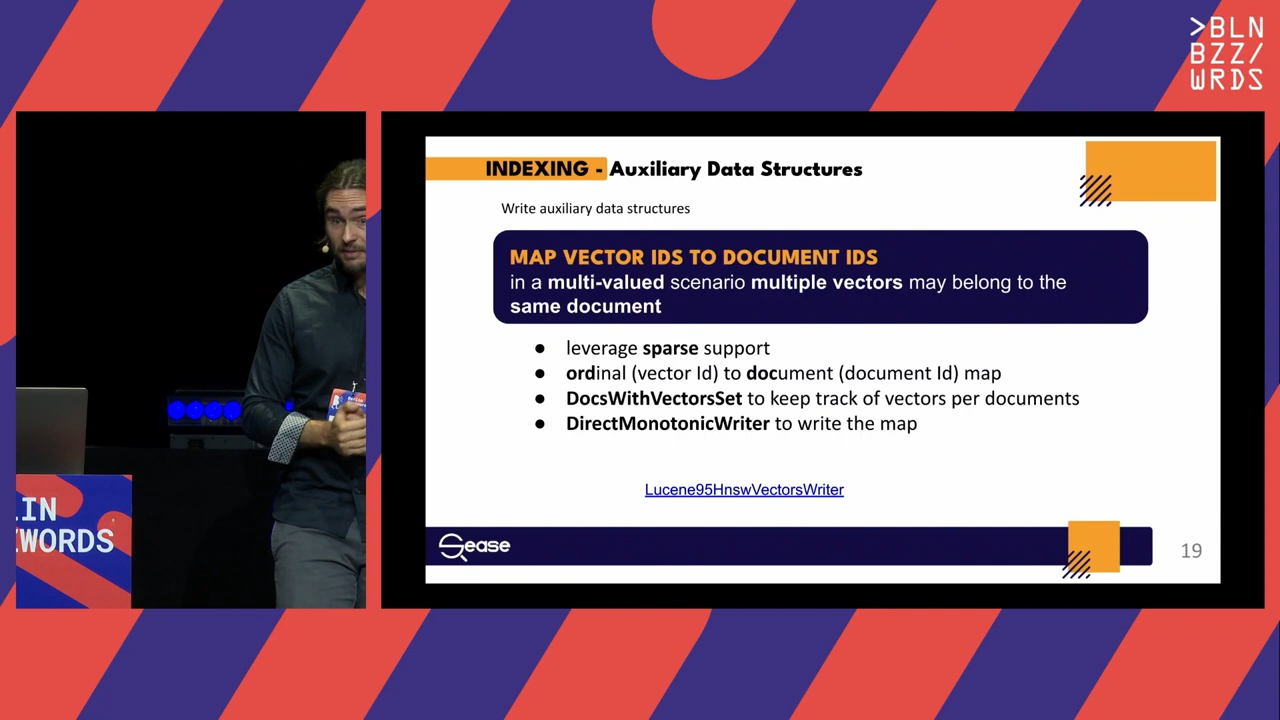 >BLN
BZZ/
WRDS
INDEXING - Auxiliary Data Structures
Write auxiliary data structures
MAP VECTOR IDS TO DOCUMENT IDS
in a multi-valued scenario multiple vectors may belong to the
same document
● leverage sparse support
● ordinal (vector Id) to document (document Id) map
● DocsWithVectorsSet to keep track of vectors per documents
● DirectMonotonicWriter to write the map
Lucene95HnswVectorsWriter
Sease
19
IN
WORDS